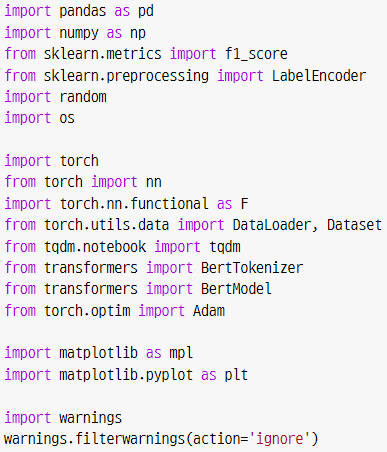 import pandas as pd
import numpy as np
from sklearn.metrics import f1_score
from sklearn.preprocessing import LabelEncoder
import random
import os
import torch
from torch import nn
import torch.nn.functional as F
from torch.utils.data import DataLoader, Dataset
from tqdm.notebook import tqdm
from transformers import BertTokenizer
from transformers import BertModel
from torch.optim import Adam
import matplotlib as mpl
import matplotlib.pyplot as plt
import warnings
warnings.filterwarnings(action='ignore')